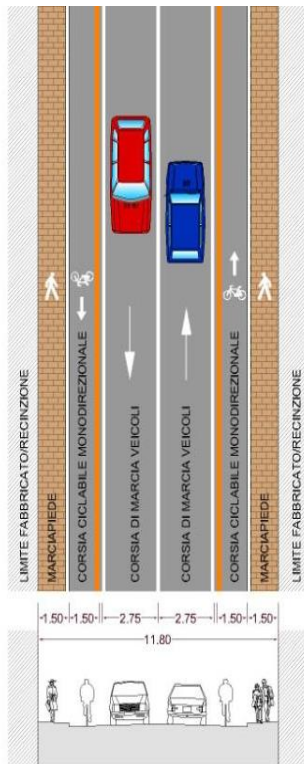 LIMITE FABBRICATO/RECINZIONE
MARCIAPIEDE
CORSIA CICLABILE MONODIREZIONALE
CORSIA DI MARCIA VEICOLI
CORSIA DI MARCIA VEICOLI
CORSIA CICLABILE MONODIREZIONALE
MARCIAPIEDE
LIMITE FABBRICATO/RECINZIONE
1.50 1.50 2.75 2.75 1.50 1.50
11.80